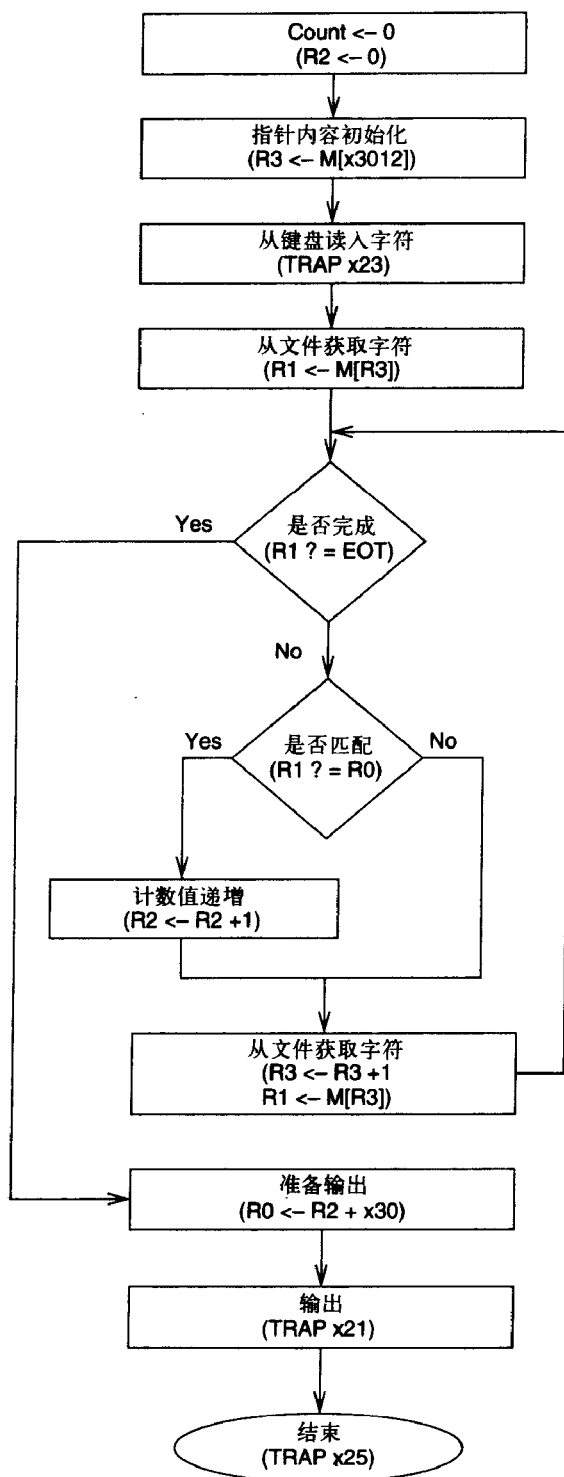 Count <– 0
(R2 <– 0)
指针内容初始化
(R3 <– M[x3012])
从键盘读入字符
(TRAP x23)
从文件获取字符
(R1 <– M[R3])
Yes
是否完成
(R1 ? = EOT)
No
Yes
是否匹配
(R1 ? = R0)
No
计数值递增
(R2 <– R2 +1)
从文件获取字符
(R3 <– R3 +1
R1 <– M[R3])
准备输出
(R0 <– R2 + x30)
输出
(TRAP x21)
结束
(TRAP x25)